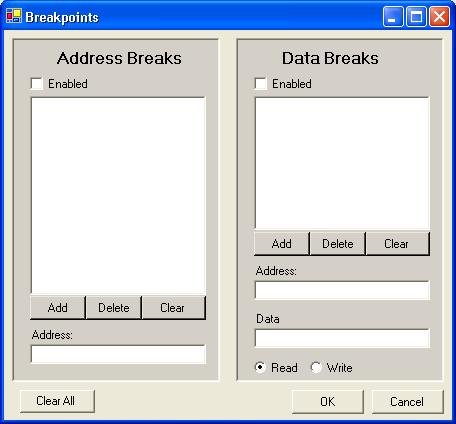 Breakpoints
Address Breaks
Enabled
Add Delete Clear
Address:
Data Breaks
Enabled
Add Delete Clear
Address:
Data
Read Write
Clear All OK Cancel